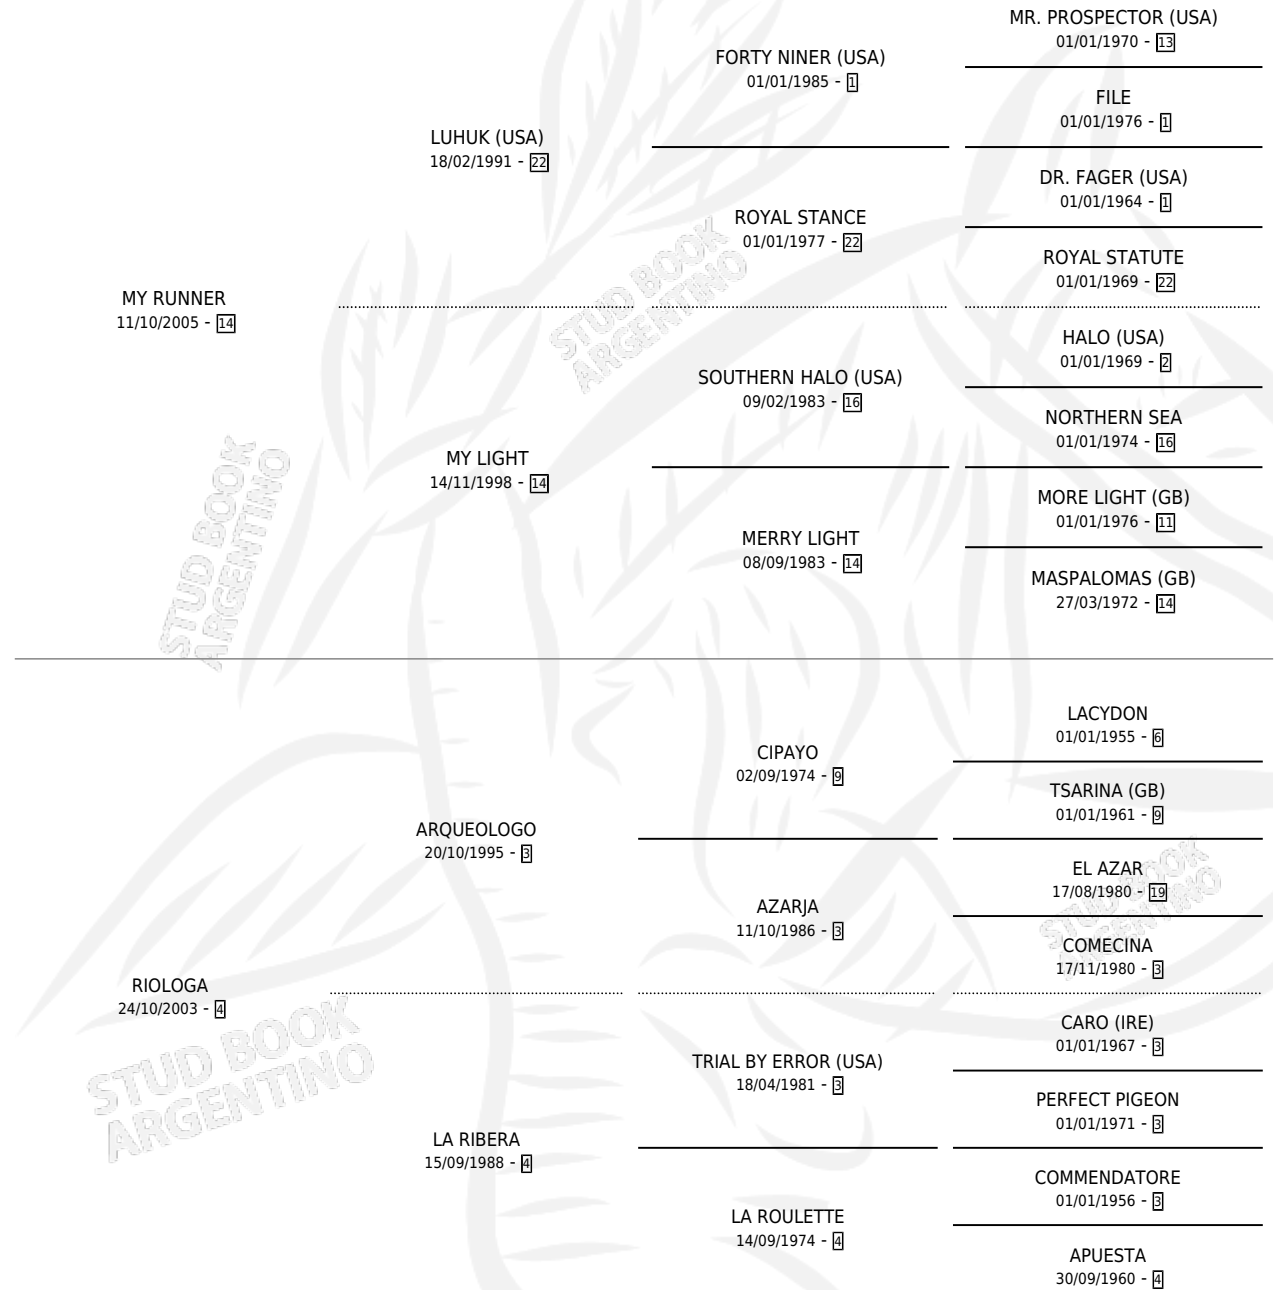 MR. PROSPECTOR (USA)
01/01/1970 - 13
FORTY NINER (USA)
01/01/1985 - 1
FILE
01/01/1976 - 1
LUHUK (USA)
18/02/1991 - 22
DR. FAGER (USA)
01/01/1964 - 1
ROYAL STANCE
01/01/1977 - 22
ROYAL STATUTE
01/01/1969 - 22
MY RUNNER
11/10/2005 - 14
HALO (USA)
01/01/1969 - 2
SOUTHERN HALO (USA)
09/02/1983 - 16
NORTHERN SEA
01/01/1974 - 16
MY LIGHT
14/11/1998 - 14
MORE LIGHT (GB)
01/01/1976 - 11
MERRY LIGHT
08/09/1983 - 14
MASPALOMAS (GB)
27/03/1972 - 14
LACYDON
01/01/1955 - 6
CIPAYO
02/09/1974 - 9
TSARINA (GB)
01/01/1961 - 9
ARQUEOLOGO
20/10/1995 - 3
EL AZAR
17/08/1980 - 19
AZARJA
11/10/1986 - 3
COMECINA
17/11/1980 - 3
RIOLOGA
24/10/2003 - 4
CARO (IRE)
01/01/1967 - 3
TRIAL BY ERROR (USA)
18/04/1981 - 3
PERFECT PIGEON
01/01/1971 - 3
LA RIBERA
15/09/1988 - 4
COMMENDATORE
01/01/1956 - 3
LA ROULETTE
14/09/1974 - 4
APUESTA
30/09/1960 - 4
STUD BOOK
ARGENTINO
STUD BOOK
ARGENTINO
STUD BOOK
ARGENTINO
STUD BOOK
ARGENTINO